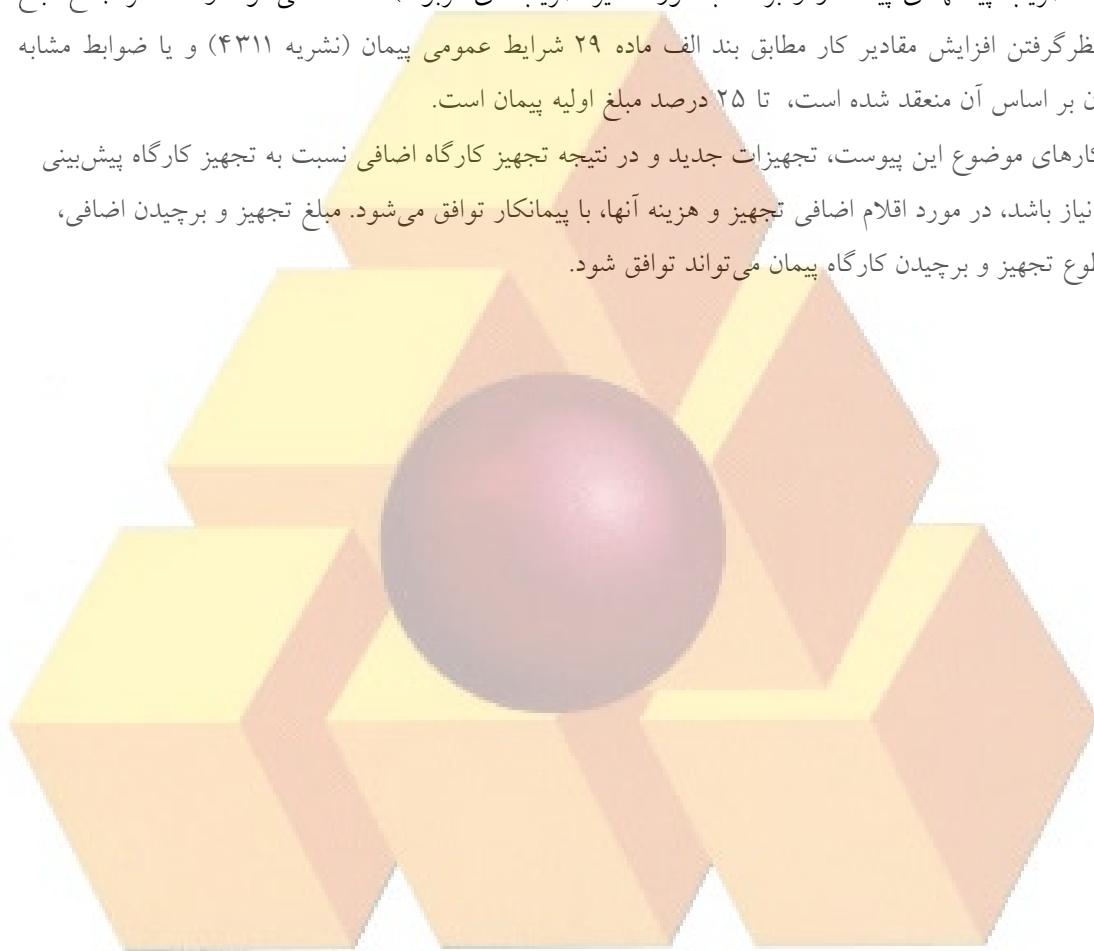 نظرگرفتن افزایش مقادیر کار مطابق بند الف ماده ۲۹ شرایط عمومی پیمان (نشریه ۴۳۱۱) و یا ضوابط مشابه
ن بر اساس آن منعقد شده است، تا ۲۵ درصد مبلغ اولیه پیمان است.
کارهای موضوع این پیوست، تجهیزات جدید و در نتیجه تجهیز کارگاه اضافی نسبت به تجهیز کارگاه پیش‌بینی
نیاز باشد، در مورد اقلام اضافی تجهیز و هزینه آنها، با پیمانکار توافق می‌شود. مبلغ تجهیز و برچیدن اضافی،
طوع تجهیز و برچیدن کارگاه پیمان می‌تواند توافق شود.